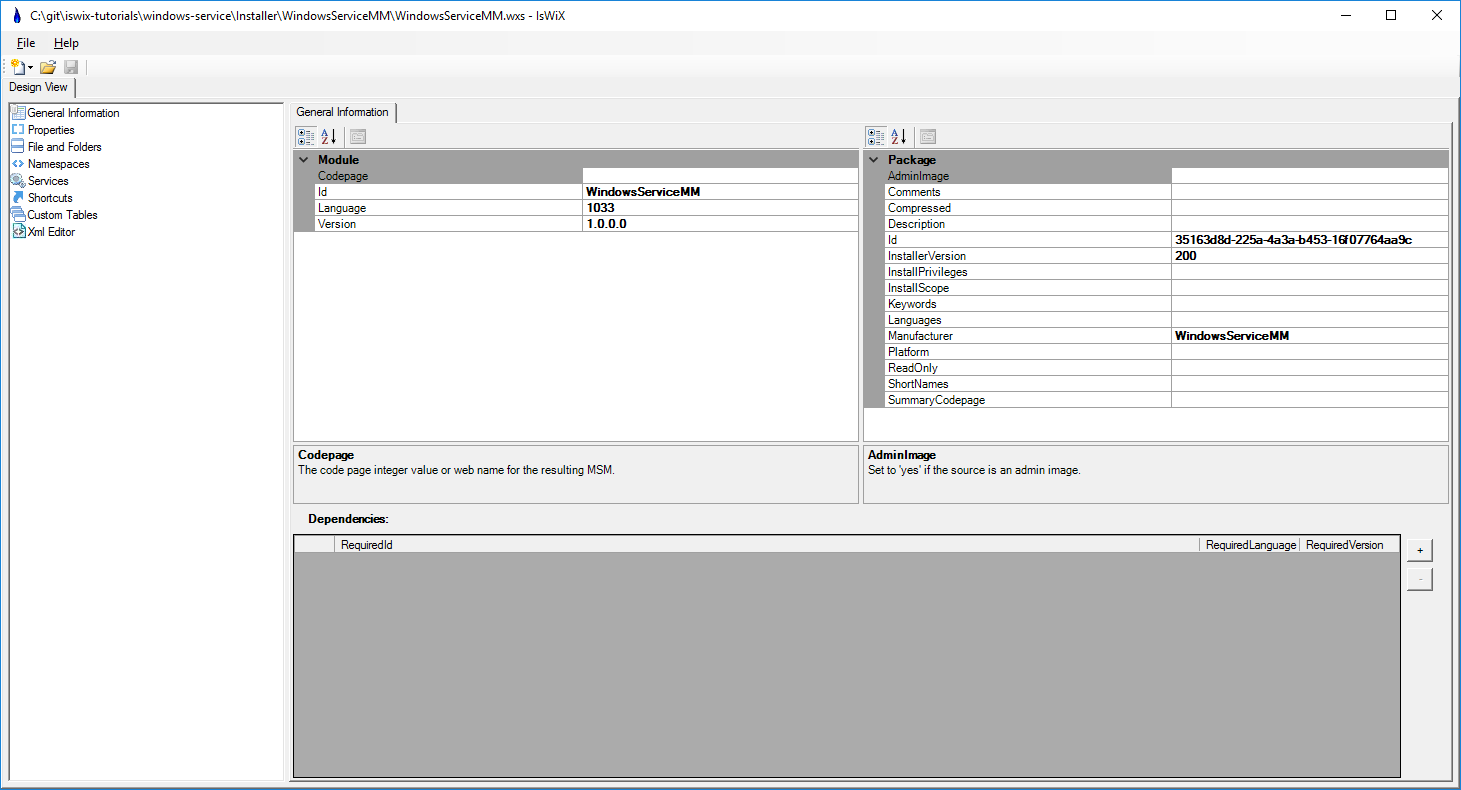 C:\git\iswix-tutorials\windows-service\Installer\WindowsServiceMM\WindowsServiceMM.wxs - IsWiX
File Help
Design View
General Information
Properties
File and Folders
Namespaces
Services
Shortcuts
Custom Tables
Xml Editor
General Information
Module
Codepage
Id WindowsServiceMM
Language 1033
Version 1.0.0.0
Codepage
The code page integer value or web name for the resulting MSM.
Package
AdminImage
Comments
Compressed
Description
Id 35163d8d-225a-4a3a-b453-16f07764aa9c
InstallerVersion 200
InstallPrivileges
InstallScope
Keywords
Languages
Manufacturer WindowsServiceMM
Platform
ReadOnly
ShortNames
SummaryCodepage
AdminImage
Set to 'yes' if the source is an admin image.
Dependencies:
RequiredId RequiredLanguage RequiredVersion
+
-